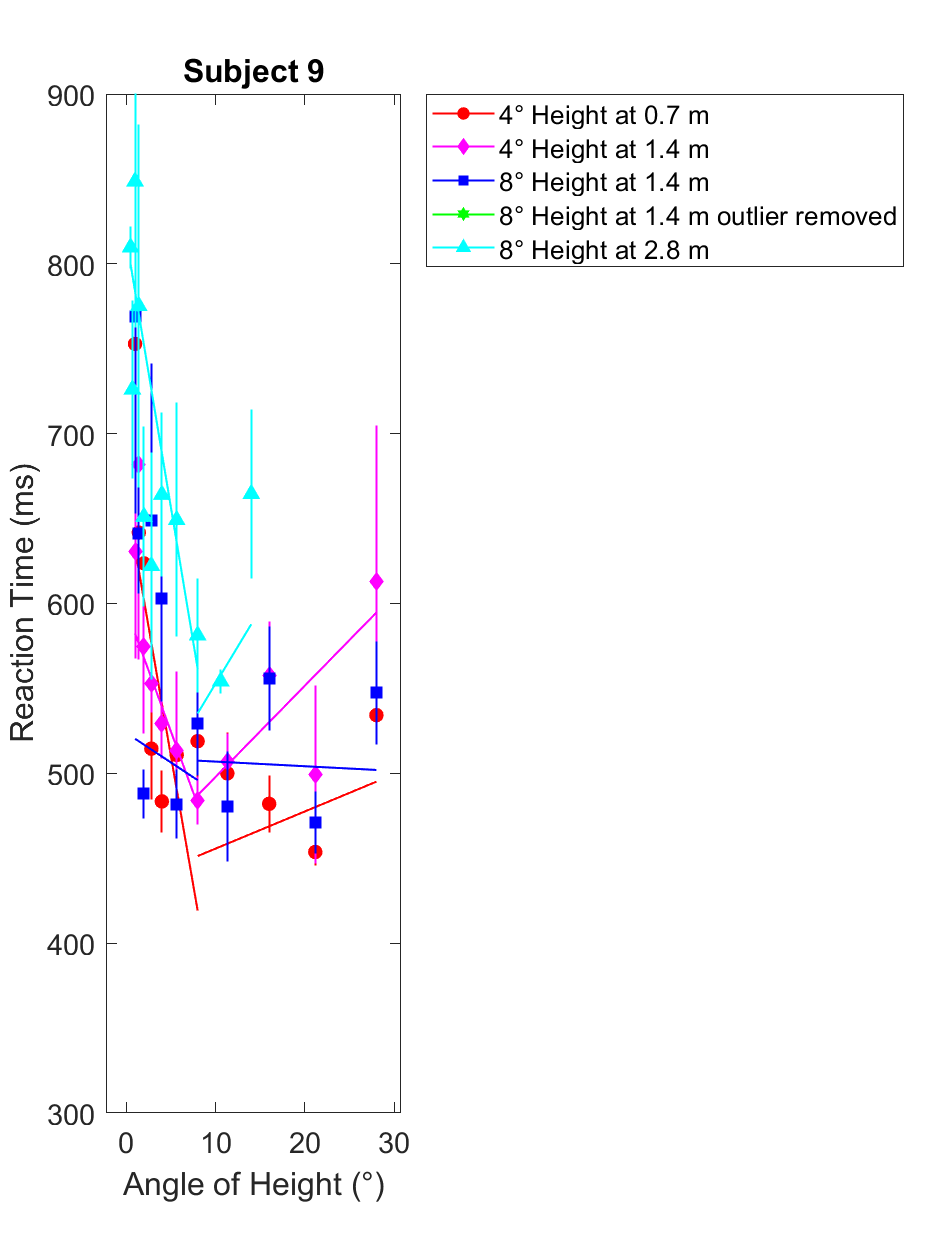 Subject 9
900
800
700
600
500
400
300
0 10 20 30
Reaction Time (ms)
Angle of Height (°)
4° Height at 0.7 m
4° Height at 1.4 m
8° Height at 1.4 m
8° Height at 1.4 m outlier removed
8° Height at 2.8 m